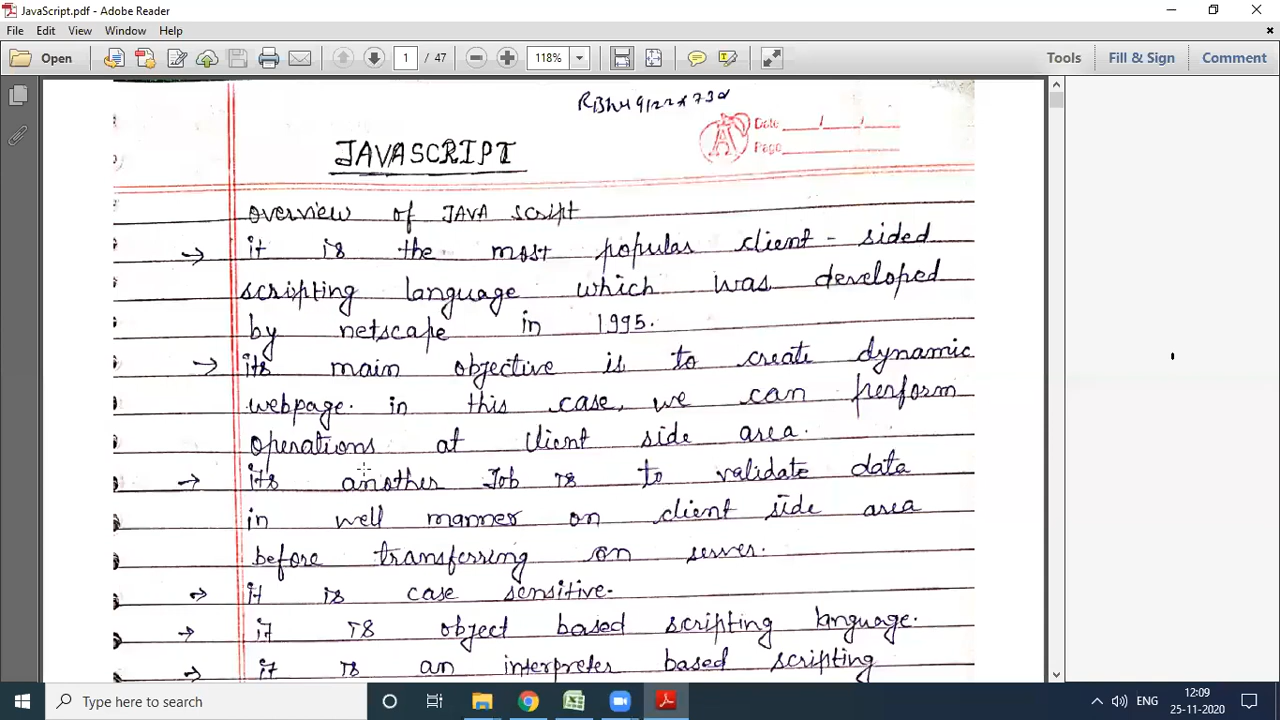 JavaScript.pdf - Adobe Reader
File Edit View Window Help
Open 1 / 47 118% Tools Fill & Sign Comment
Date
Page
JAVASCRIPT
overview of JAVA script
→ it is the most popular client - sided
scripting language which was developed
by netscape in 1995.
→ its main objective is to create dynamic
webpage. in this case, we can perform
operations at client side area.
→ its another Job is to validate data
in well manner on client side area
before transferring on server.
→ it is case sensitive.
→ it is object based scripting language.
→ it is an interpreter based scripting
Type here to search
ENG
12:09
25-11-2020